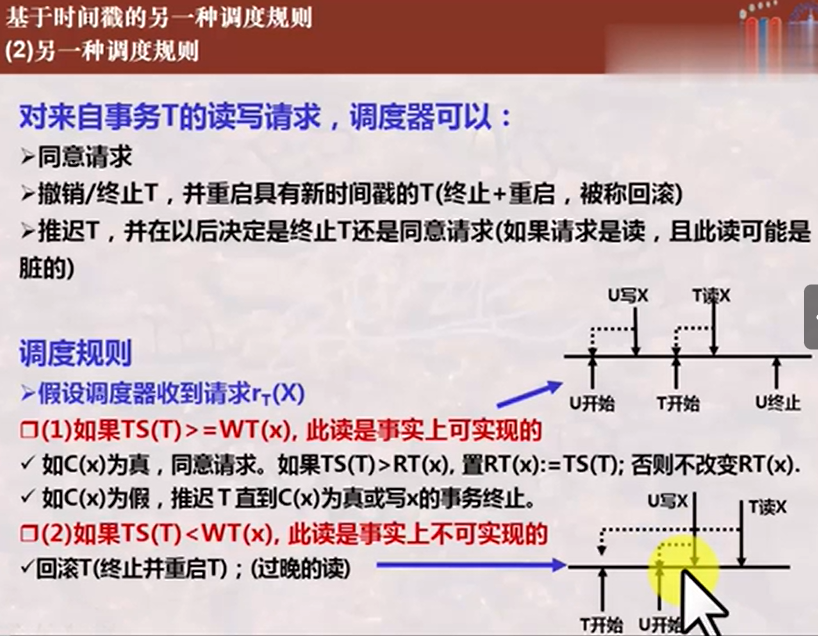 基于时间戳的另一种调度规则
(2)另一种调度规则
对来自事务T的读写请求，调度器可以：
➢同意请求
➢撤销/终止T，并重启具有新时间戳的T(终止+重启，被称回滚)
➢推迟T，并在以后决定是终止T还是同意请求(如果请求是读，且此读可能是
脏的)
U写X T读X
U开始 T开始 U终止
调度规则
➢假设调度器收到请求rT(X)
❒(1)如果TS(T)>=WT(x), 此读是事实上可实现的
✓ 如C(x)为真，同意请求。如果TS(T)>RT(x), 置RT(x):=TS(T); 否则不改变RT(x).
✓ 如C(x)为假，推迟T直到C(x)为真或写x的事务终止。
❒(2)如果TS(T)<WT(x), 此读是事实上不可实现的
✓回滚T(终止并重启T)；(过晚的读)
U写X T读X
T开始 U开始